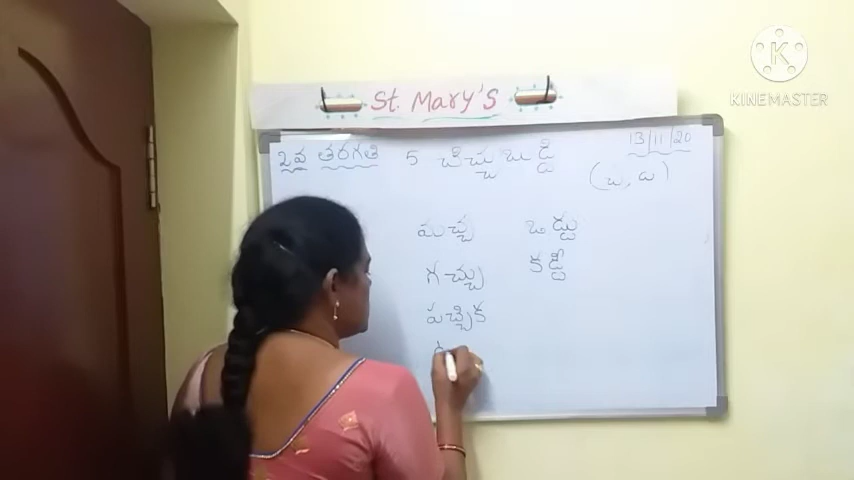 St. Mary's
KINEMASTER
13/11/20
2వ తరగతి 5 చిచ్చు బుడ్డి
(చ, డ)
మచ్చ ఒడ్డు
గచ్చు కడ్డీ
పచ్చిక